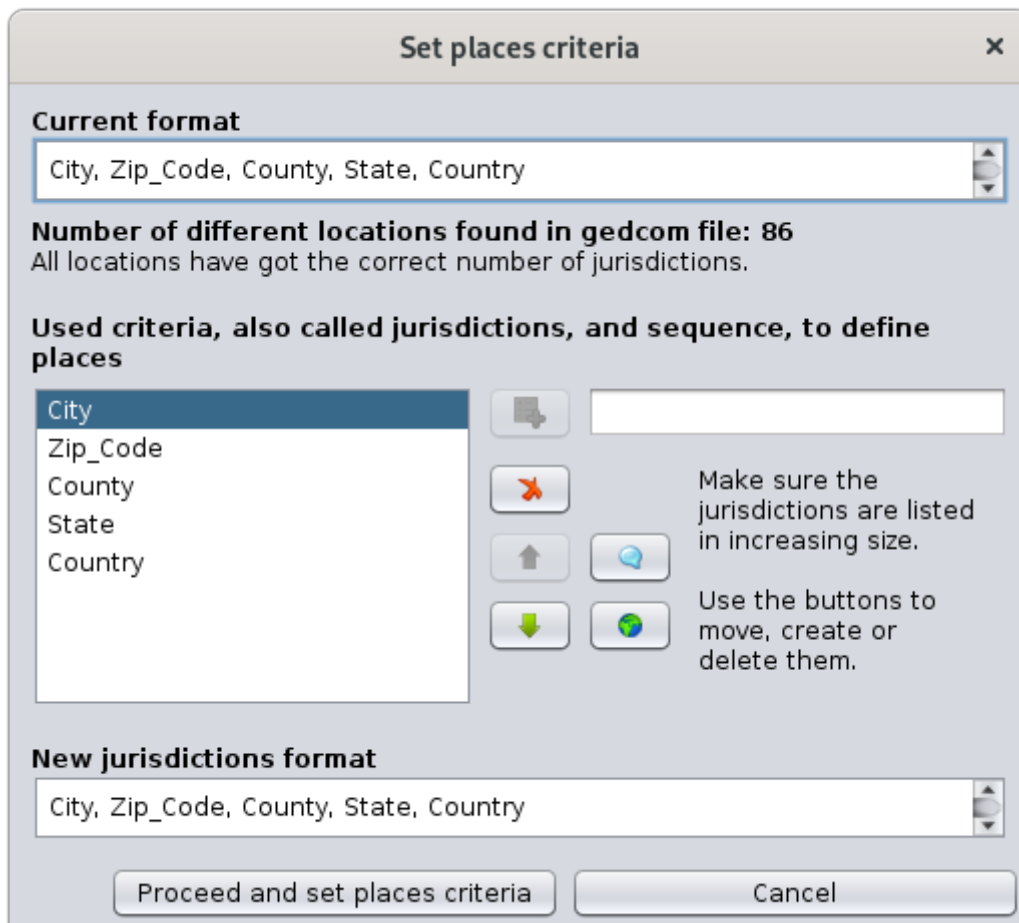 Set places criteria
Current format
City, Zip_Code, County, State, Country
Number of different locations found in gedcom file: 86
All locations have got the correct number of jurisdictions.
Used criteria, also called jurisdictions, and sequence, to define
places
City
Zip_Code
County
State
Country
Make sure the
jurisdictions are listed
in increasing size.
Use the buttons to
move, create or
delete them.
New jurisdictions format
City, Zip_Code, County, State, Country
Proceed and set places criteria
Cancel